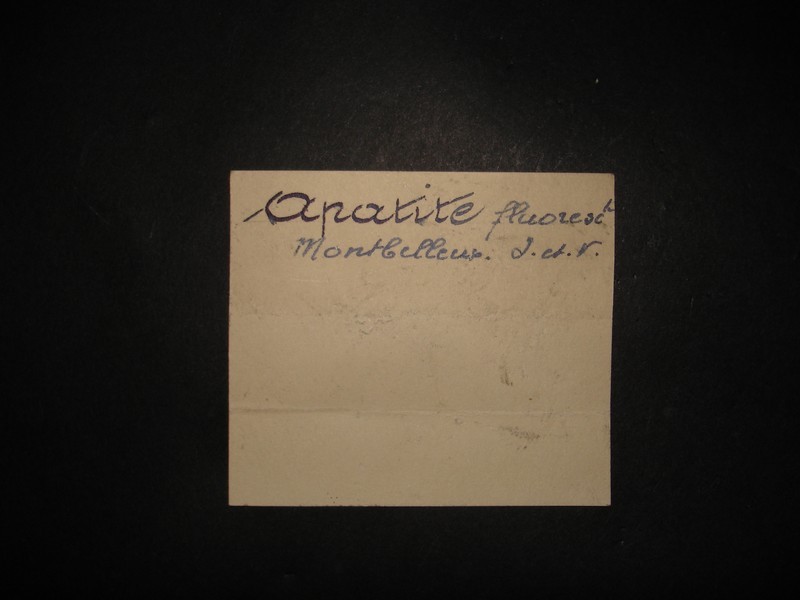 Apatite fluoresct
Montbelleux. I. et. V.